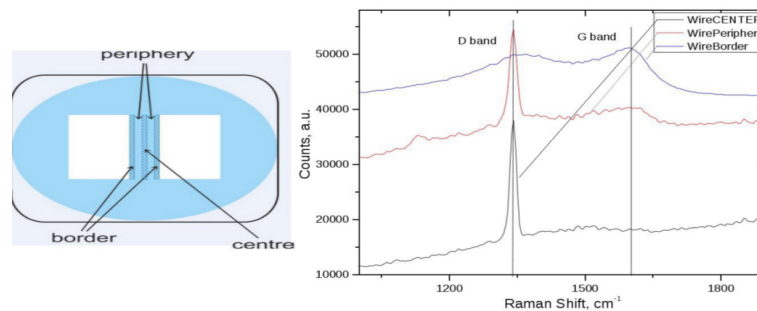 periphery
border
centre
D band
G band
WireCENTER
WirePeripher
WireBorder
50000
40000
30000
20000
10000
Counts, a.u.
1200
1500
1800
Raman Shift, cm⁻¹